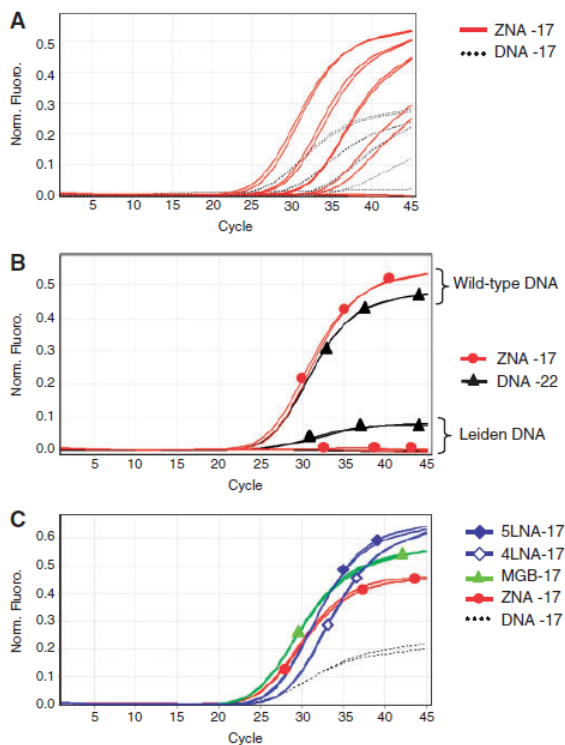 A
Norm. Fluoro.
0.5
0.4
0.3
0.2
0.1
0.0
5 10 15 20 25 30 35 40 45
Cycle
ZNA -17
DNA -17
B
Norm. Fluoro.
0.5
0.4
0.3
0.2
0.1
0.0
5 10 15 20 25 30 35 40 45
Cycle
Wild-type DNA
ZNA -17
DNA -22
Leiden DNA
C
Norm. Fluoro.
0.6
0.5
0.4
0.3
0.2
0.1
0.0
5 10 15 20 25 30 35 40 45
Cycle
5LNA-17
4LNA-17
MGB-17
ZNA -17
DNA -17